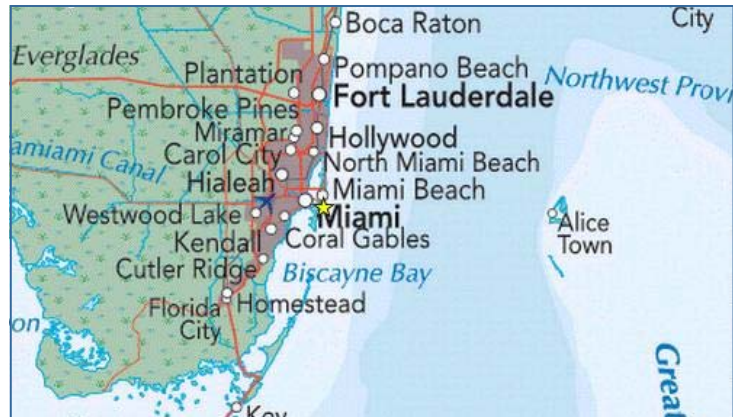 Boca Raton
City
Everglades
Plantation
Pompano Beach
Northwest Provi
Fort Lauderdale
Pembroke Pines
Miramar
Hollywood
amiami Canal
Carol City
North Miami Beach
Hialeah
Miami Beach
Westwood Lake
Miami
Alice
Town
Kendall
Coral Gables
Cutler Ridge
Biscayne Bay
Florida
City
Homestead
on
Grea
Key